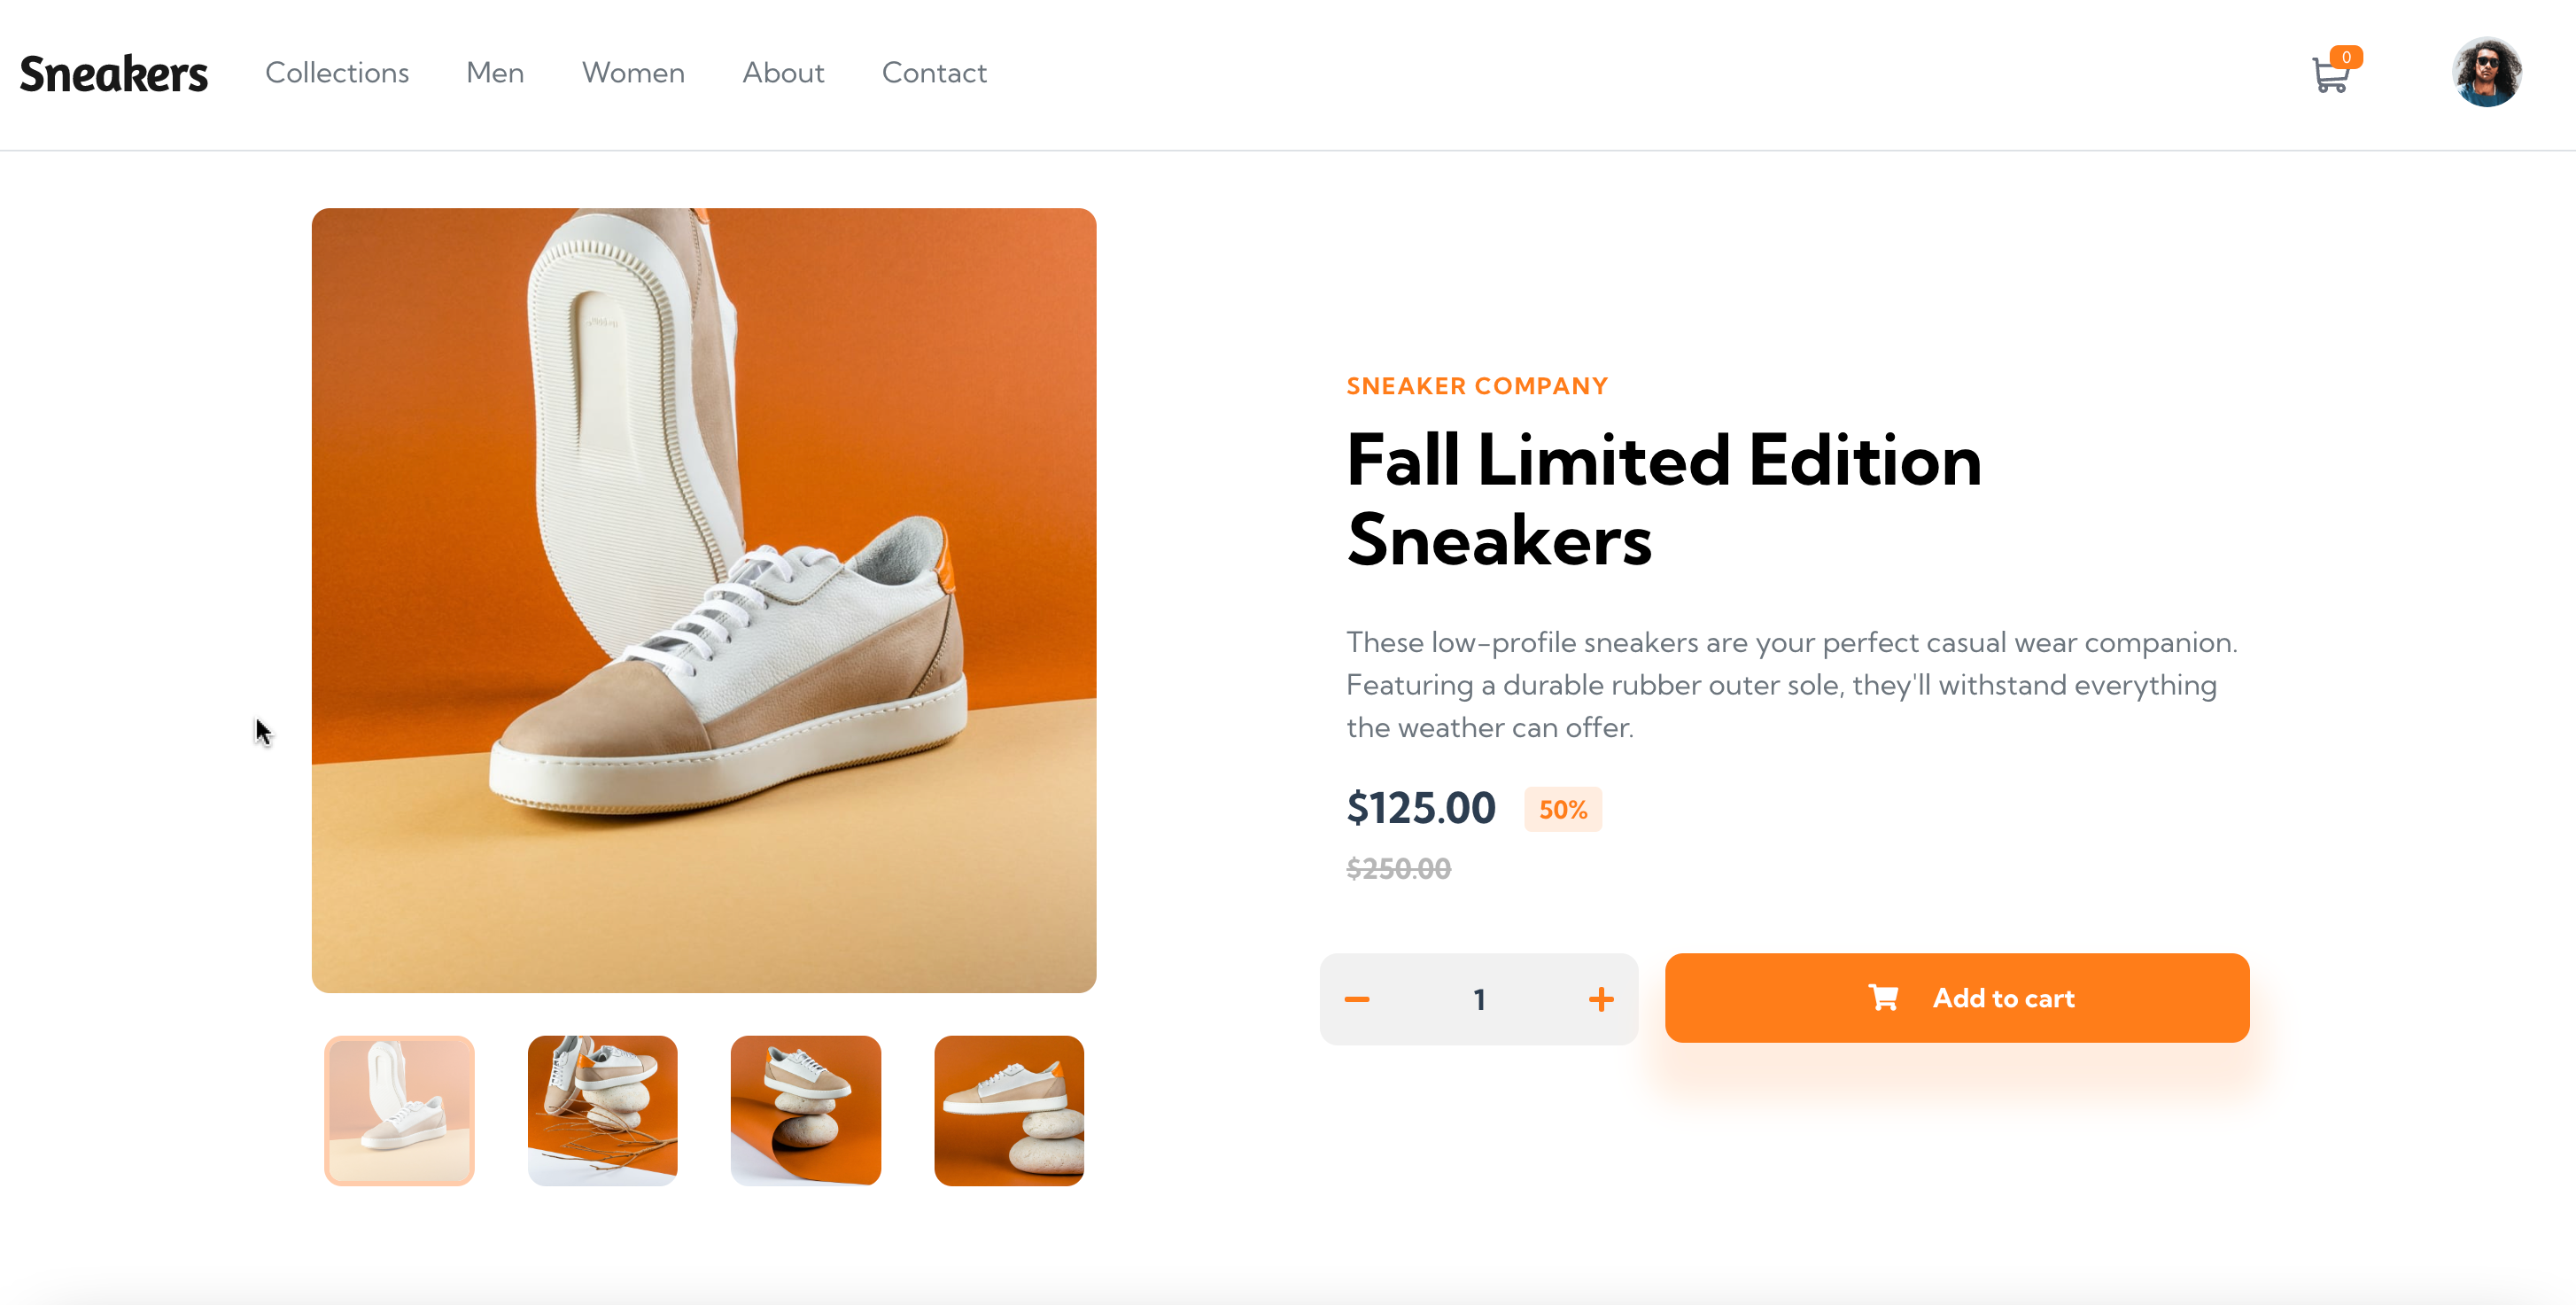 Sneakers Collections Men Women About Contact 0
SNEAKER COMPANY
Fall Limited Edition
Sneakers
These low-profile sneakers are your perfect casual wear companion.
Featuring a durable rubber outer sole, they'll withstand everything
the weather can offer.
$125.00 50%
$250.00
1 Add to cart